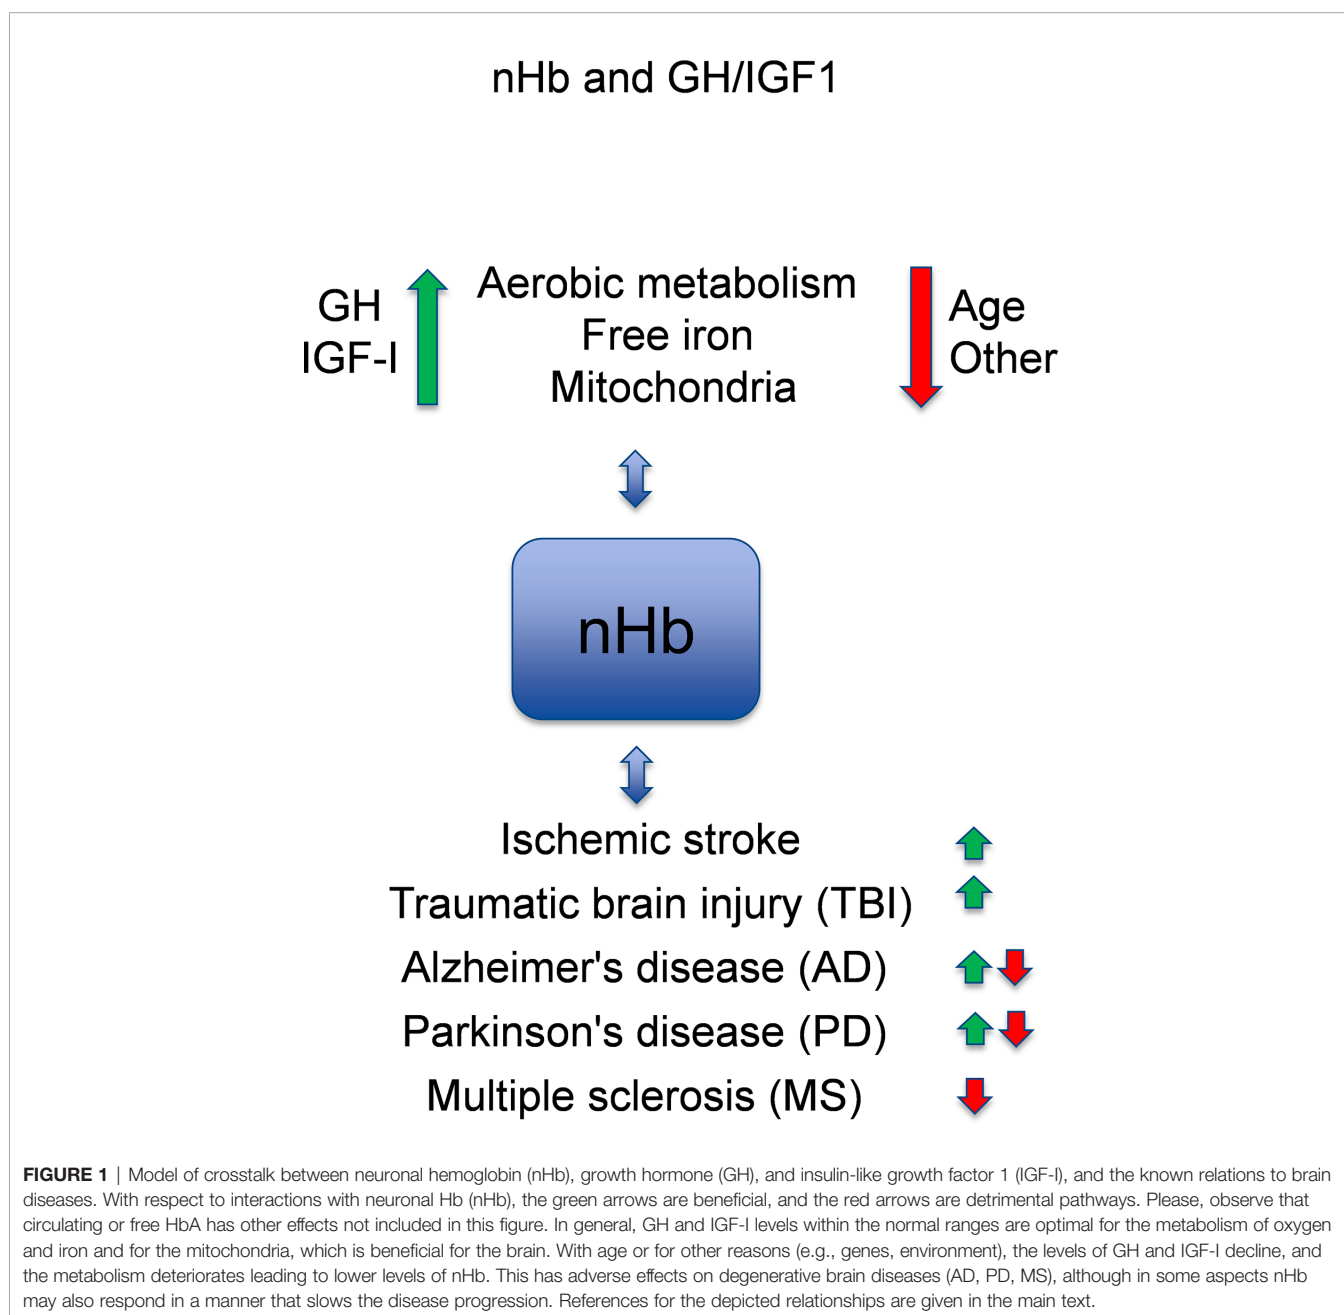 nHb and GH/IGF1
GH
IGF-I
Aerobic metabolism
Free iron
Mitochondria
Age
Other
nHb
Ischemic stroke
Traumatic brain injury (TBI)
Alzheimer's disease (AD)
Parkinson's disease (PD)
Multiple sclerosis (MS)
FIGURE 1 | Model of crosstalk between neuronal hemoglobin (nHb), growth hormone (GH), and insulin-like growth factor 1 (IGF-I), and the known relations to brain
diseases. With respect to interactions with neuronal Hb (nHb), the green arrows are beneficial, and the red arrows are detrimental pathways. Please, observe that
circulating or free HbA has other effects not included in this figure. In general, GH and IGF-I levels within the normal ranges are optimal for the metabolism of oxygen
and iron and for the mitochondria, which is beneficial for the brain. With age or for other reasons (e.g., genes, environment), the levels of GH and IGF-I decline, and
the metabolism deteriorates leading to lower levels of nHb. This has adverse effects on degenerative brain diseases (AD, PD, MS), although in some aspects nHb
may also respond in a manner that slows the disease progression. References for the depicted relationships are given in the main text.